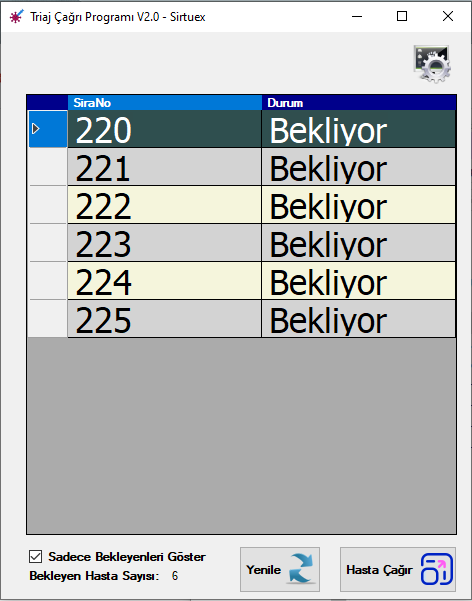 Triaj Çağrı Programı V2.0 - Sirtuex
SiraNo Durum
220 Bekliyor
221 Bekliyor
222 Bekliyor
223 Bekliyor
224 Bekliyor
225 Bekliyor
Sadece Bekleyenleri Göster
Bekleyen Hasta Sayısı: 6
Yenile
Hasta Çağır